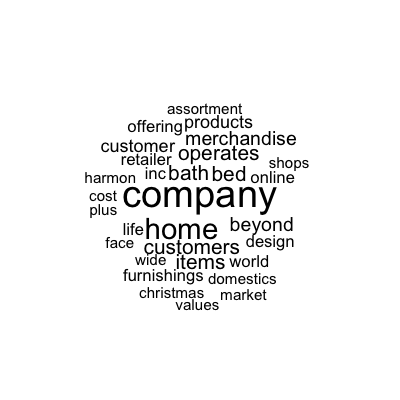 assortment
offering products
customer merchandise
retailer operates shops
harmon inc bath bed online
cost company
plus
life home beyond
face customers design
wide items world
furnishings domestics
christmas market
values